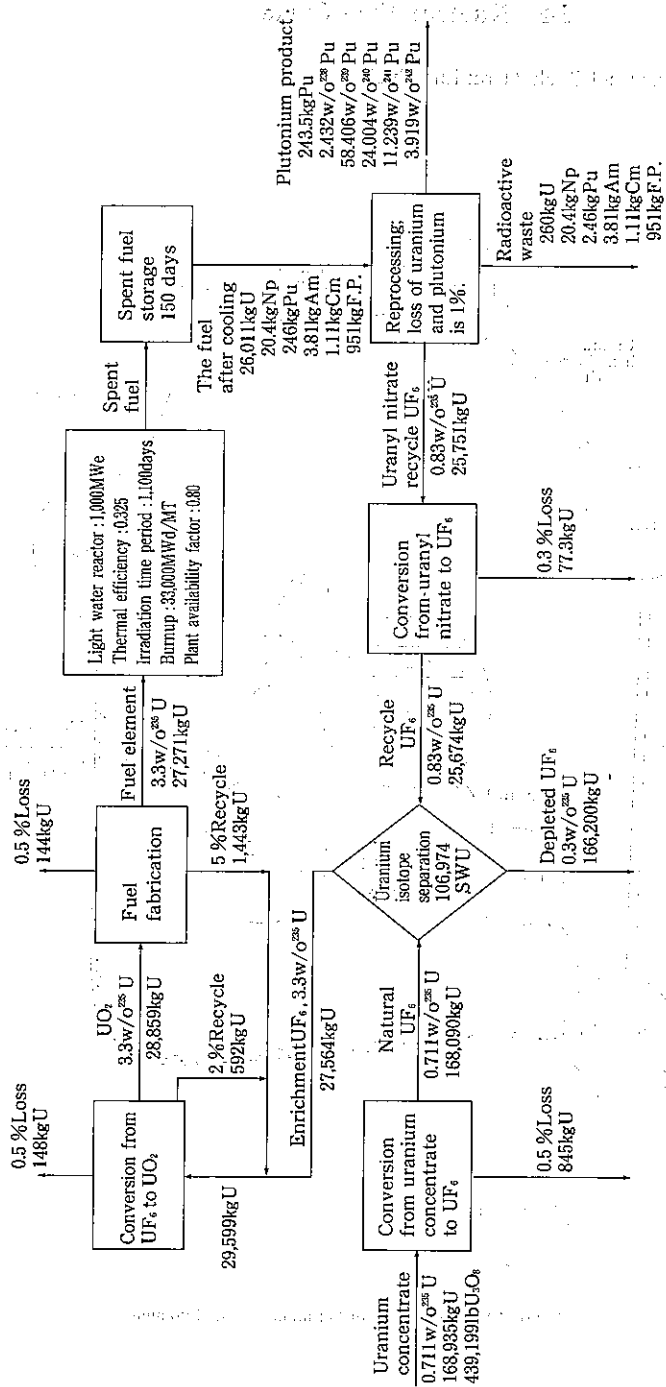 Uranium
concentrate
0.711w/o²³⁵U
168,935kgU
439,199lbU₃O₈
Conversion
from uranium
concentrate
to UF₆
0.5%Loss
845kgU
Natural
UF₆
0.711w/o²³⁵U
168,090kgU
Uranium
isotope
separation
106,974
SWU
Depleted UF₆
0.3w/o²³⁵U
166,200kgU
Enrichment UF₆, 3.3w/o²³⁵U
27,564kgU
29,599kgU
Conversion from
UF₆ to UO₂
0.5%Loss
148kgU
2%Recycle
592kgU
UO₂
3.3w/o²³⁵U
28,859kgU
Fuel
fabrication
0.5%Loss
144kgU
5%Recycle
1,443kgU
Fuel element
3.3w/o²³⁵U
27,271kgU
Light water reactor : 1,000MWe
Thermal efficiency : 0.325
Irradiation time period : 1,100days
Burnup : 33,000MWd/MT
Plant availability factor : 0.80
Spent
fuel
Spent fuel
storage
150 days
The fuel
after cooling
26,011kgU
20.4kgNp
246kgPu
3.81kgAm
1.11kgCm
951kgF.P.
Reprocessing;
loss of uranium
and plutonium
is 1%.
Plutonium product
243.5kgPu
2.432w/o²³⁸Pu
58.406w/o²³⁹Pu
24.004w/o²⁴⁰Pu
11.239w/o²⁴¹Pu
3.919w/o²⁴²Pu
Radioactive
waste
260kgU
20.4kgNp
2.46kgPu
3.81kgAm
1.11kgCm
951kgF.P.
Uranyl nitrate
recycle UF₆
0.83w/o²³⁵U
25,751kgU
Conversion
from-uranyl
nitrate to UF₆
0.3%Loss
77.3kgU
Recycle
UF₆
0.83w/o²³⁵U
25,674kgU